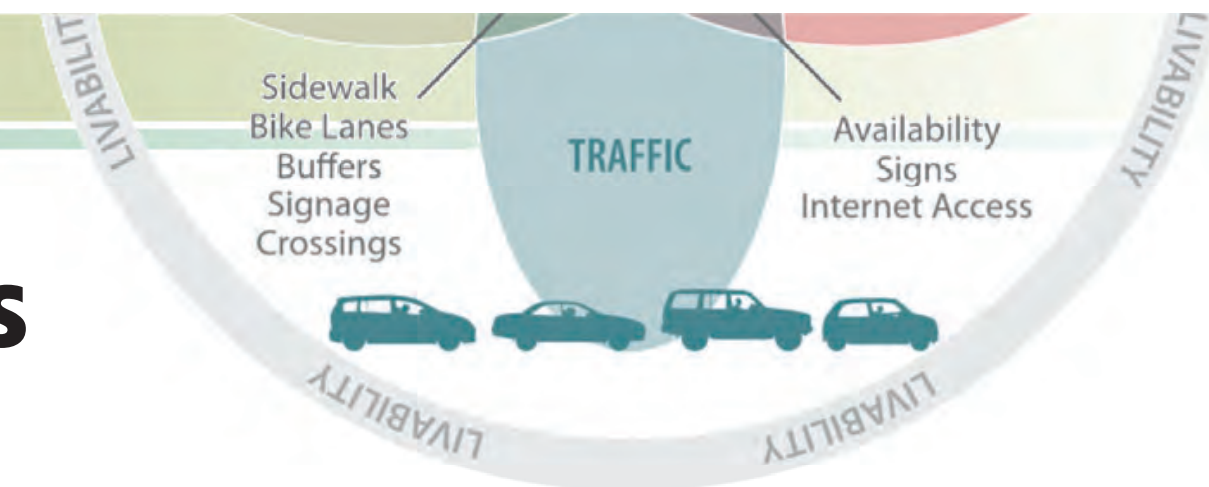 LIVABILITY
Sidewalk
Bike Lanes
Buffers
Signage
Crossings
TRAFFIC
Availability
Signs
Internet Access
LIVABILITY
s
LIVABILITY
LIVABILITY